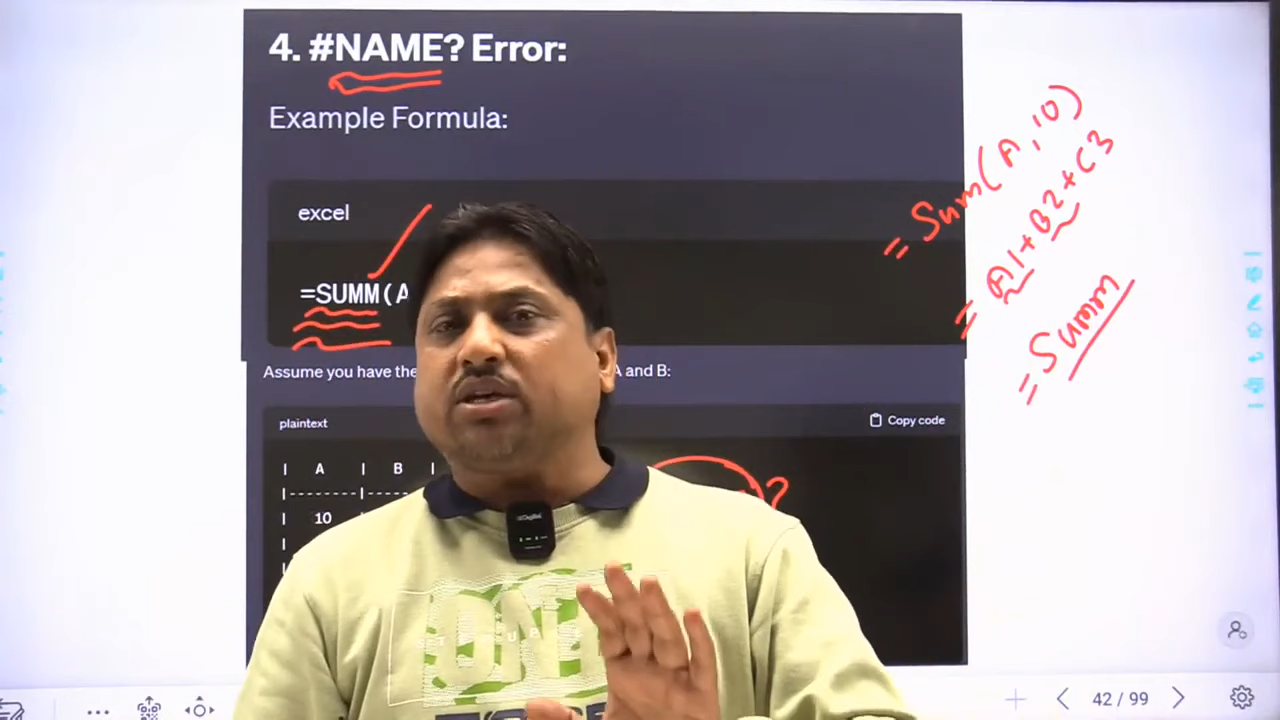 4. #NAME? Error:
Example Formula:
excel
=SUMM(A
Assume you have the
A and B:
plaintext
Copy code
| A | B |
|------|-----
| 10
= Sum(A, 10)
= A1+B2+C3
= Summ
?
42 / 99